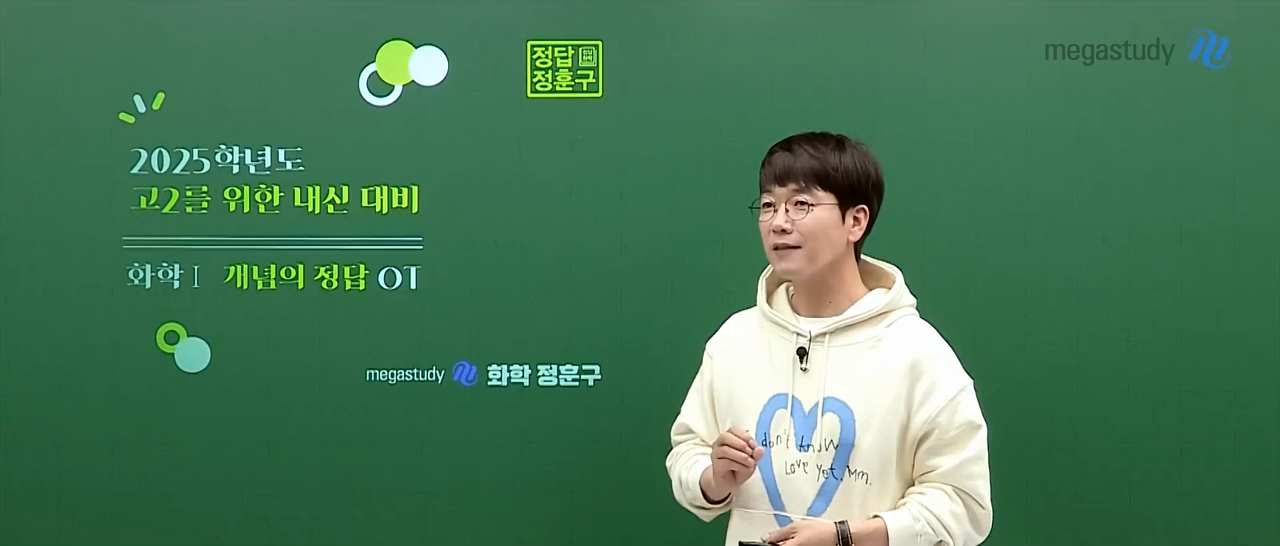 정답
정훈구
megastudy
2025학년도
고2를 위한 내신 대비
화학 I 개념의 정답 OT
megastudy 화학 정훈구
don't know
Love yet. Mm.